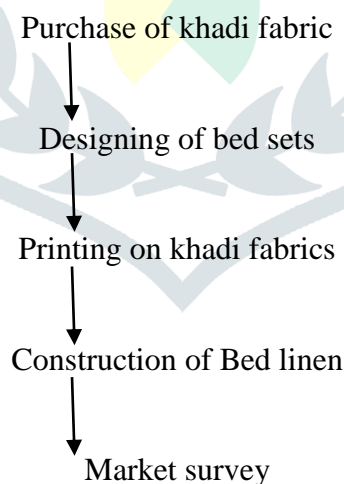 Purchase of khadi fabric
Designing of bed sets
Printing on khadi fabrics
Construction of Bed linen
Market survey